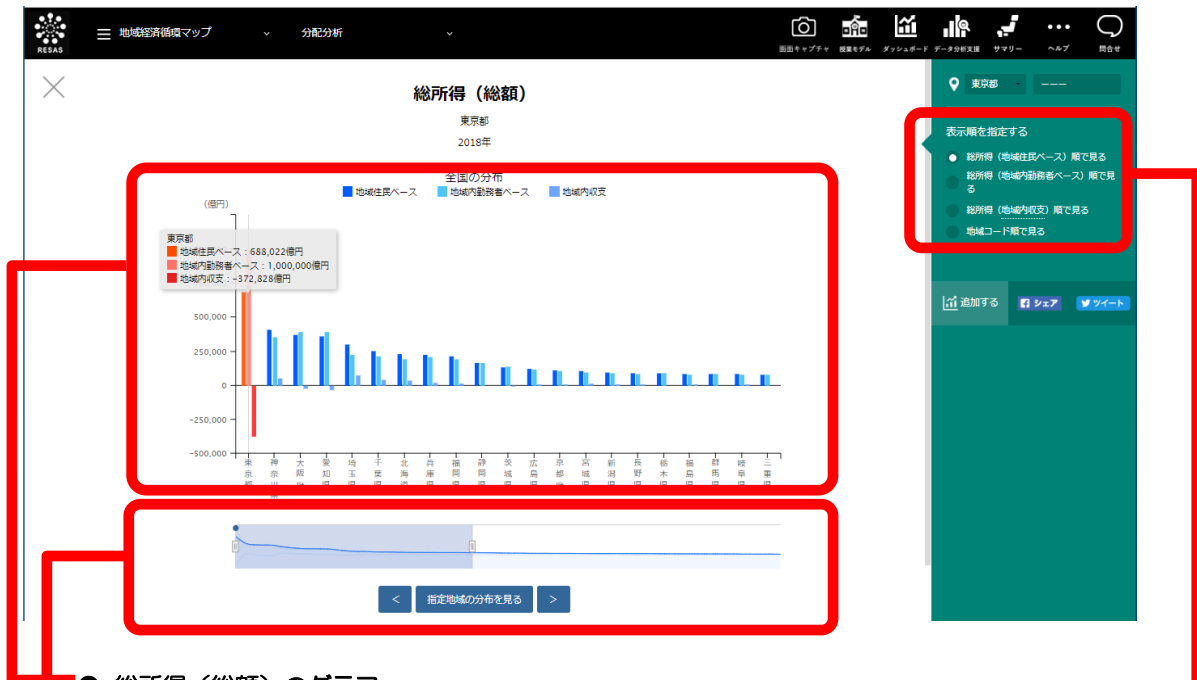 RESAS
地域経済循環マップ
分配分析
画面キャプチャ
授業モデル
ダッシュボード
データ分析支援
サマリー
ヘルプ
問合せ
総所得（総額）
東京都
2018年
全国の分布
地域住民ベース
地域内勤務者ベース
地域内収支
（億円）
東京都
地域住民ベース：688,022億円
地域内勤務者ベース：1,000,000億円
地域内収支：-372,828億円
500,000
250,000
0
-250,000
-500,000
東京都
神奈川
大阪
愛知県
埼玉県
千葉県
北海道
兵庫県
福岡県
静岡県
茨城県
広島県
京都
宮城県
新潟県
長野県
栃木県
福島県
群馬県
岐阜県
三重県
<
指定地域の分布を見る
>
東京都
−−−
表示順を指定する
総所得（地域住民ベース）順で見る
総所得（地域内勤務者ベース）順で見
る
総所得（地域内収支）順で見る
地域コード順で見る
追加する
シェア
ツイート
総所得（総額）のグラフ